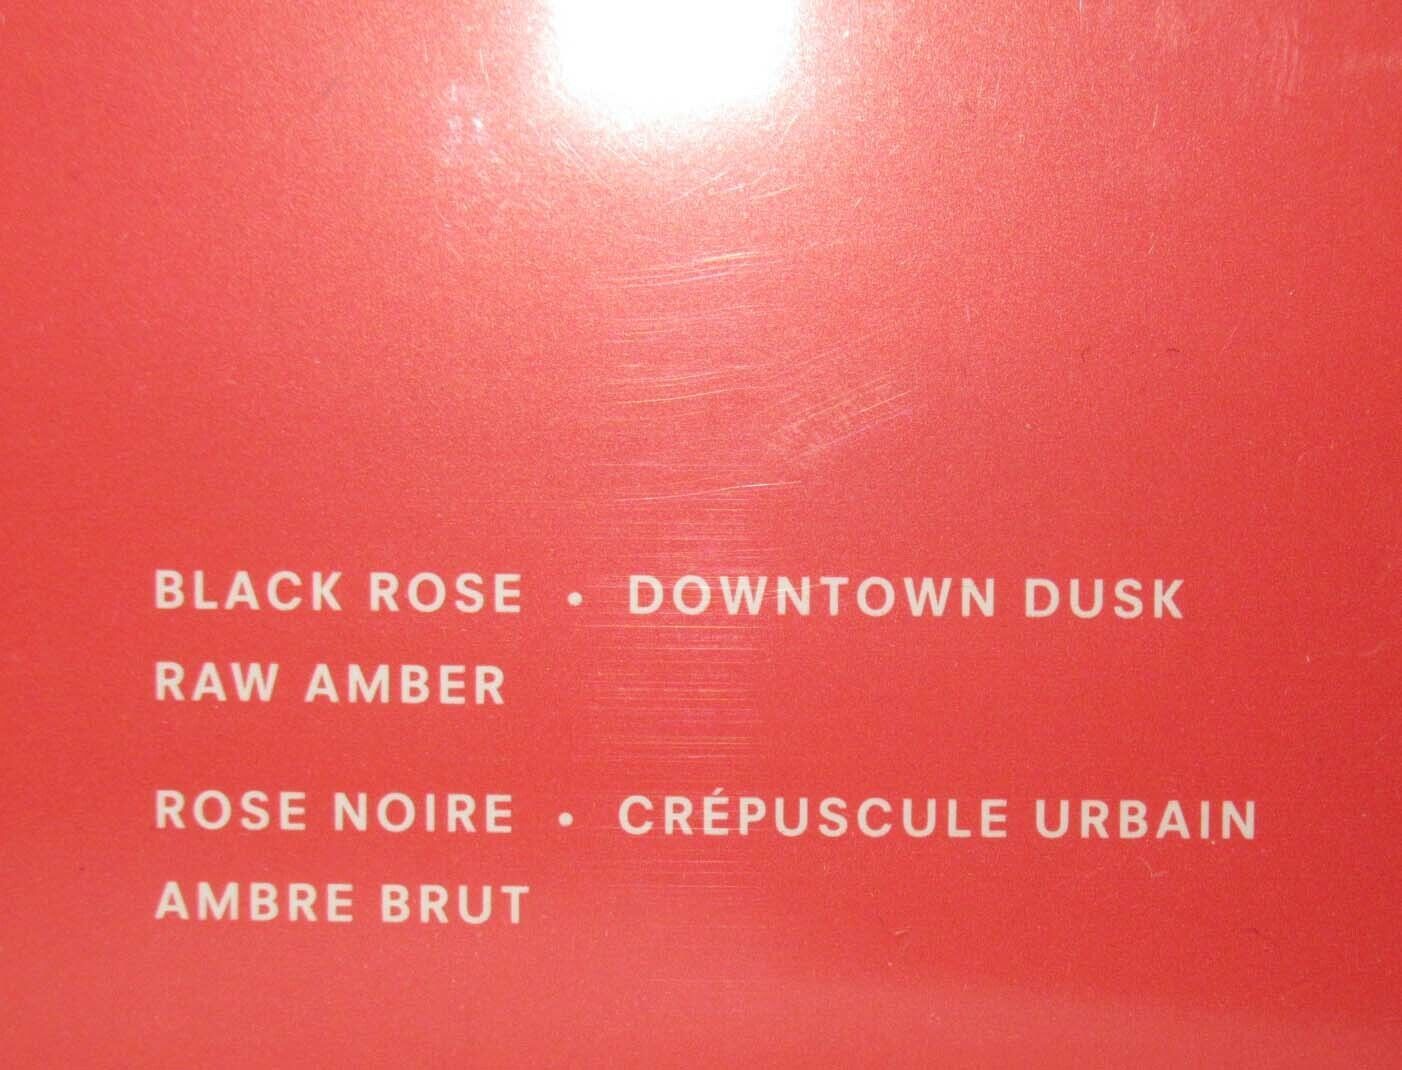 BLACK ROSE • DOWNTOWN DUSK
RAW AMBER
ROSE NOIRE • CRÉPUSCULE URBAIN
AMBRE BRUT